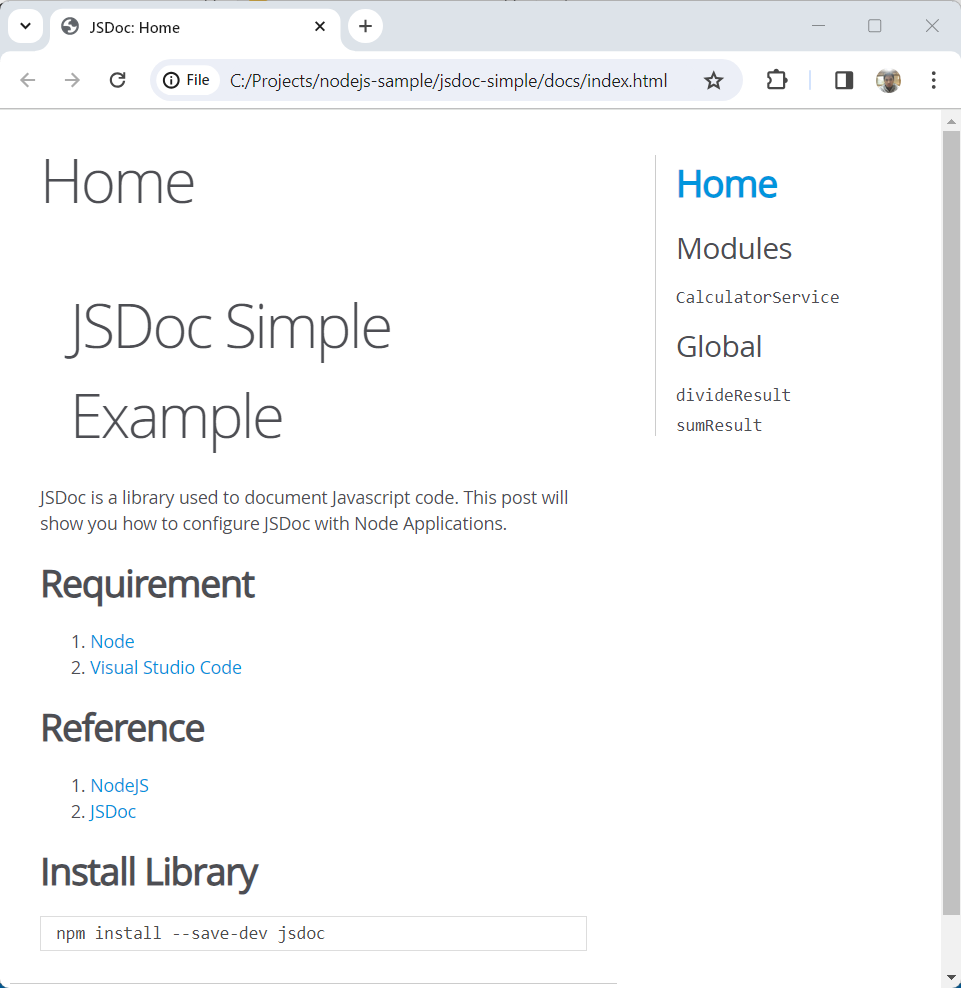 JSDoc: Home
File C:/Projects/nodejs-sample/jsdoc-simple/docs/index.html
Home
JSDoc Simple
Example
JSDoc is a library used to document Javascript code. This post will
show you how to configure JSDoc with Node Applications.
Requirement
1. Node
2. Visual Studio Code
Reference
1. NodeJS
2. JSDoc
Install Library
npm install --save-dev jsdoc
Home
Modules
CalculatorService
Global
divideResult
sumResult